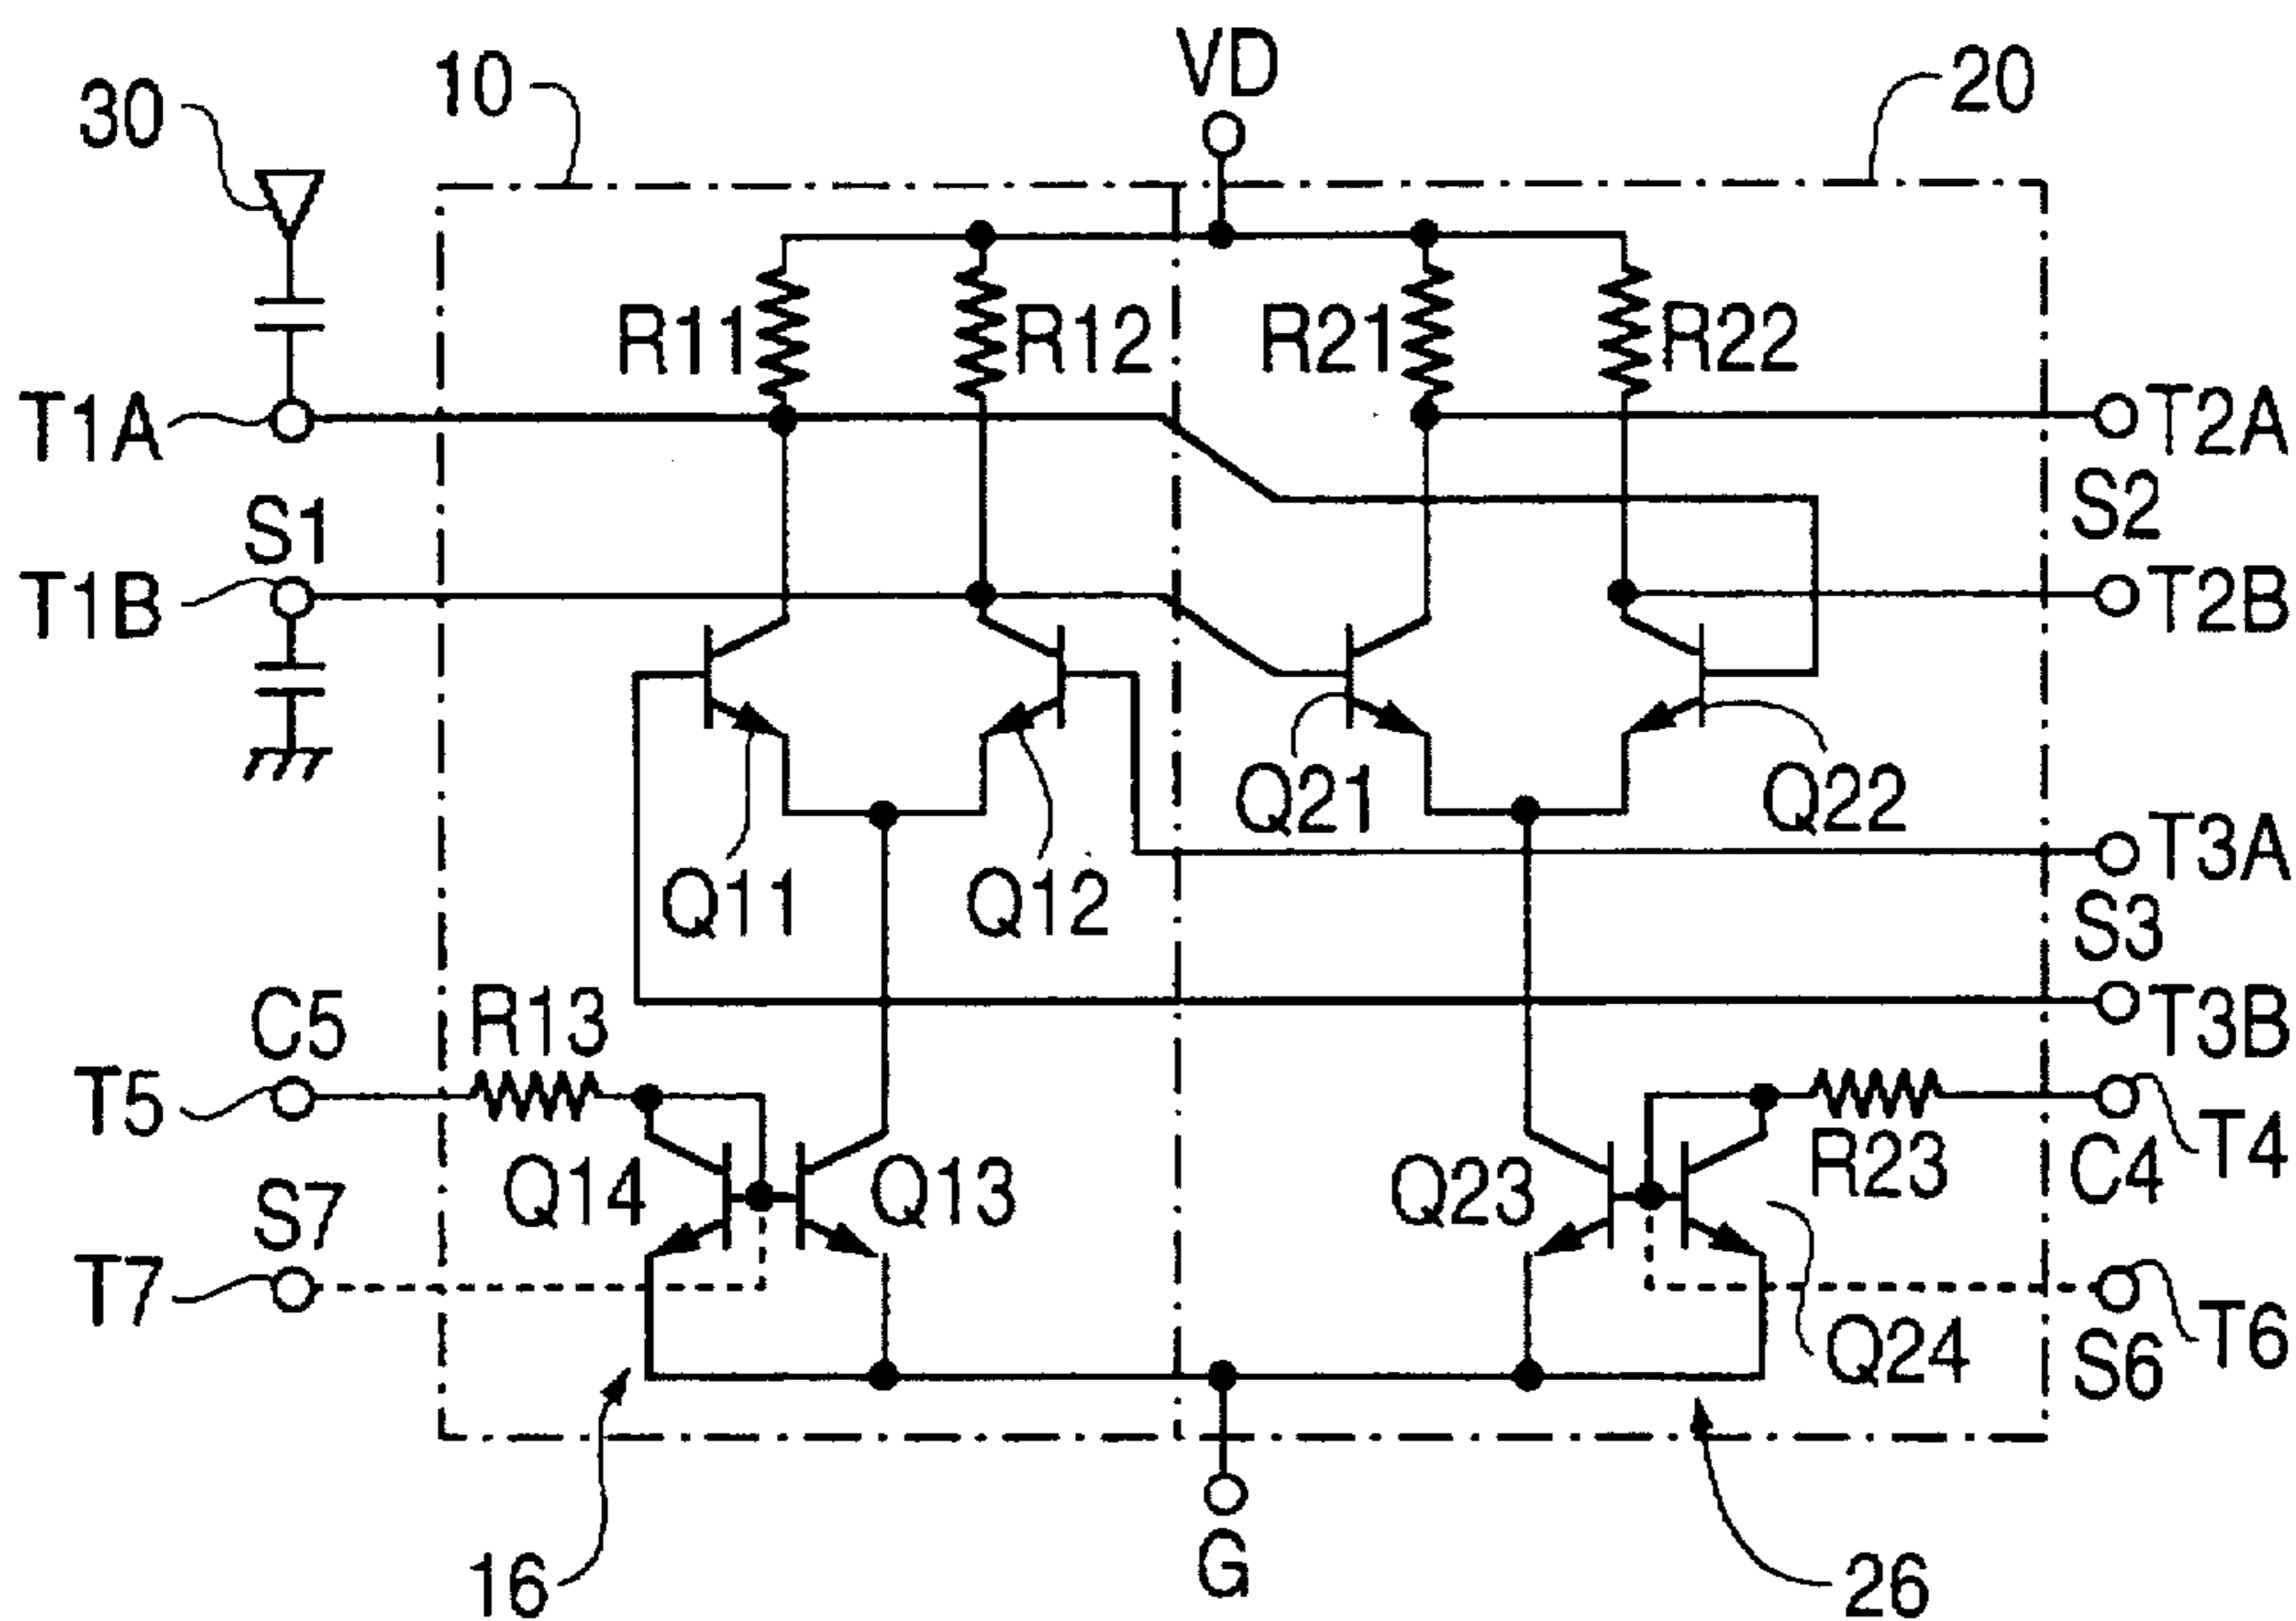 VD
10
20
30
R11
R12
R21
R22
T1A
T2A
S1
S2
T1B
T2B
Q21
Q22
T3A
Q11
Q12
S3
C5
R13
T3B
T5
T4
Q14
Q13
Q23
R23
C4
S7
T7
T6
Q24
S6
16
G
26